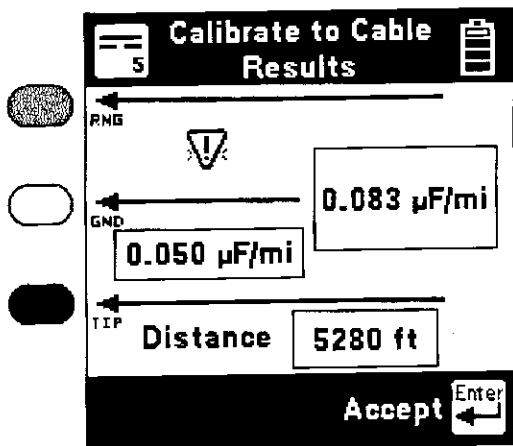 5
Calibrate to Cable
Results
RNG
0.083 µF/mi
GND
0.050 µF/mi
TIP
Distance 5280 ft
Accept Enter